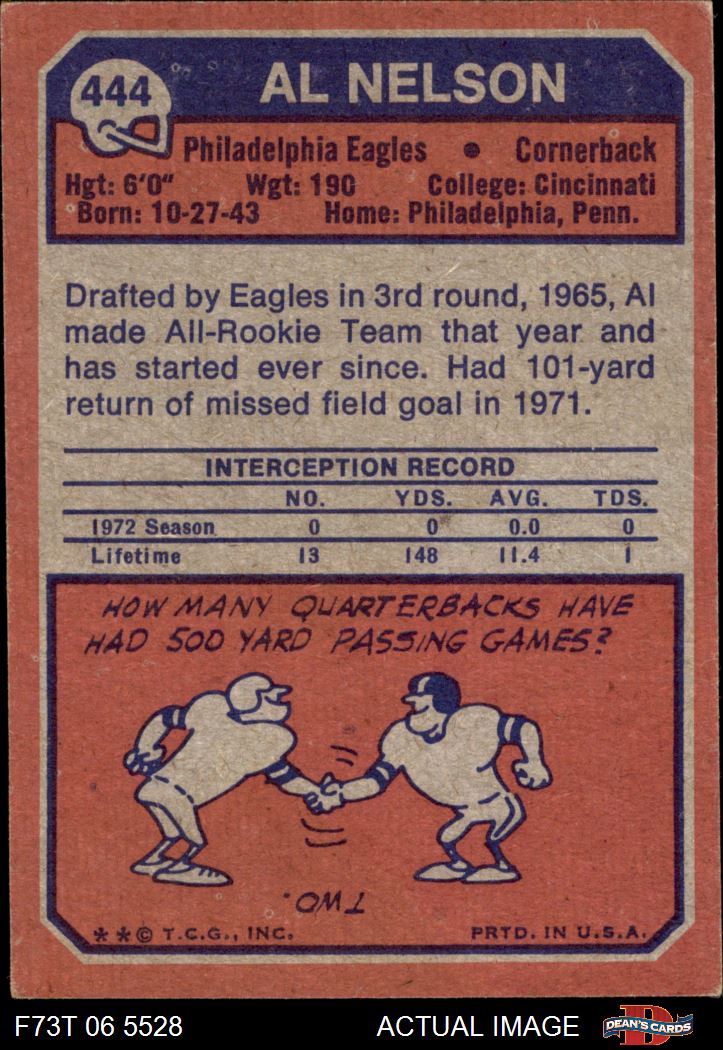 444
AL NELSON
Philadelphia Eagles • Cornerback
Hgt: 6'0" Wgt: 190 College: Cincinnati
Born: 10-27-43 Home: Philadelphia, Penn.
Drafted by Eagles in 3rd round, 1965, Al
made All-Rookie Team that year and
has started ever since. Had 101-yard
return of missed field goal in 1971.
INTERCEPTION RECORD
NO. YDS. AVG. TDS.
1972 Season 0 0 0.0 0
Lifetime 13 148 11.4 1
HOW MANY QUARTERBACKS HAVE
HAD 500 YARD PASSING GAMES?
TWO.
**© T.C.G., INC. PRTD. IN U.S.A.
F73T 06 5528 ACTUAL IMAGE D DEAN'S CARDS